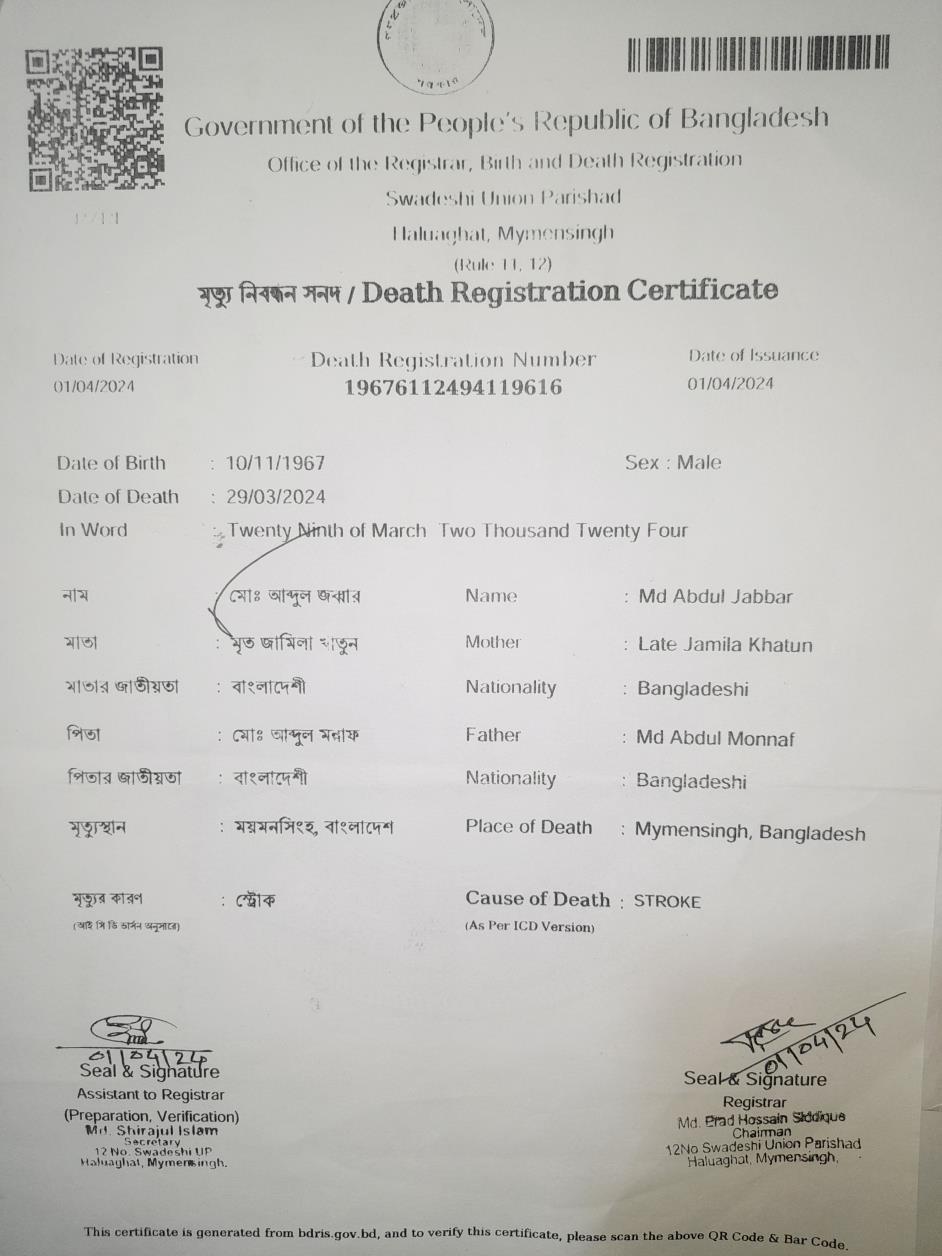 Government of the People's Republic of Bangladesh
Office of the Registrar, Birth and Death Registration
Swadeshi Union Parishad
Haluaghat, Mymensingh
(Rule 11, 12)
মৃত্যু নিবন্ধন সনদ / Death Registration Certificate
Date of Registration Death Registration Number Date of Issuance
01/04/2024 19676112494119616 01/04/2024
Date of Birth : 10/11/1967 Sex : Male
Date of Death : 29/03/2024
In Word : Twenty Ninth of March Two Thousand Twenty Four
নাম : মোঃ আব্দুল জব্বার Name : Md Abdul Jabbar
মাতা : মৃত জামিলা খাতুন Mother : Late Jamila Khatun
মাতার জাতীয়তা : বাংলাদেশী Nationality : Bangladeshi
পিতা : মোঃ আব্দুল মন্নাফ Father : Md Abdul Monnaf
পিতার জাতীয়তা : বাংলাদেশী Nationality : Bangladeshi
মৃত্যুস্থান : ময়মনসিংহ, বাংলাদেশ Place of Death : Mymensingh, Bangladesh
মৃত্যুর কারণ : স্ট্রোক Cause of Death : STROKE
(আই সি ডি ভার্সন অনুসারে) (As Per ICD Version)
01/04/24
Seal & Signature
Assistant to Registrar
(Preparation, Verification)
Md. Shirajul Islam
Secretary
12 No. Swadeshi UP
Haluaghat, Mymensingh.
01/04/24
Seal & Signature
Registrar
Md. Erad Hossain Siddique
Chairman
12No Swadeshi Union Parishad
Haluaghat, Mymensingh.
This certificate is generated from bdris.gov.bd, and to verify this certificate, please scan the above QR Code & Bar Code.